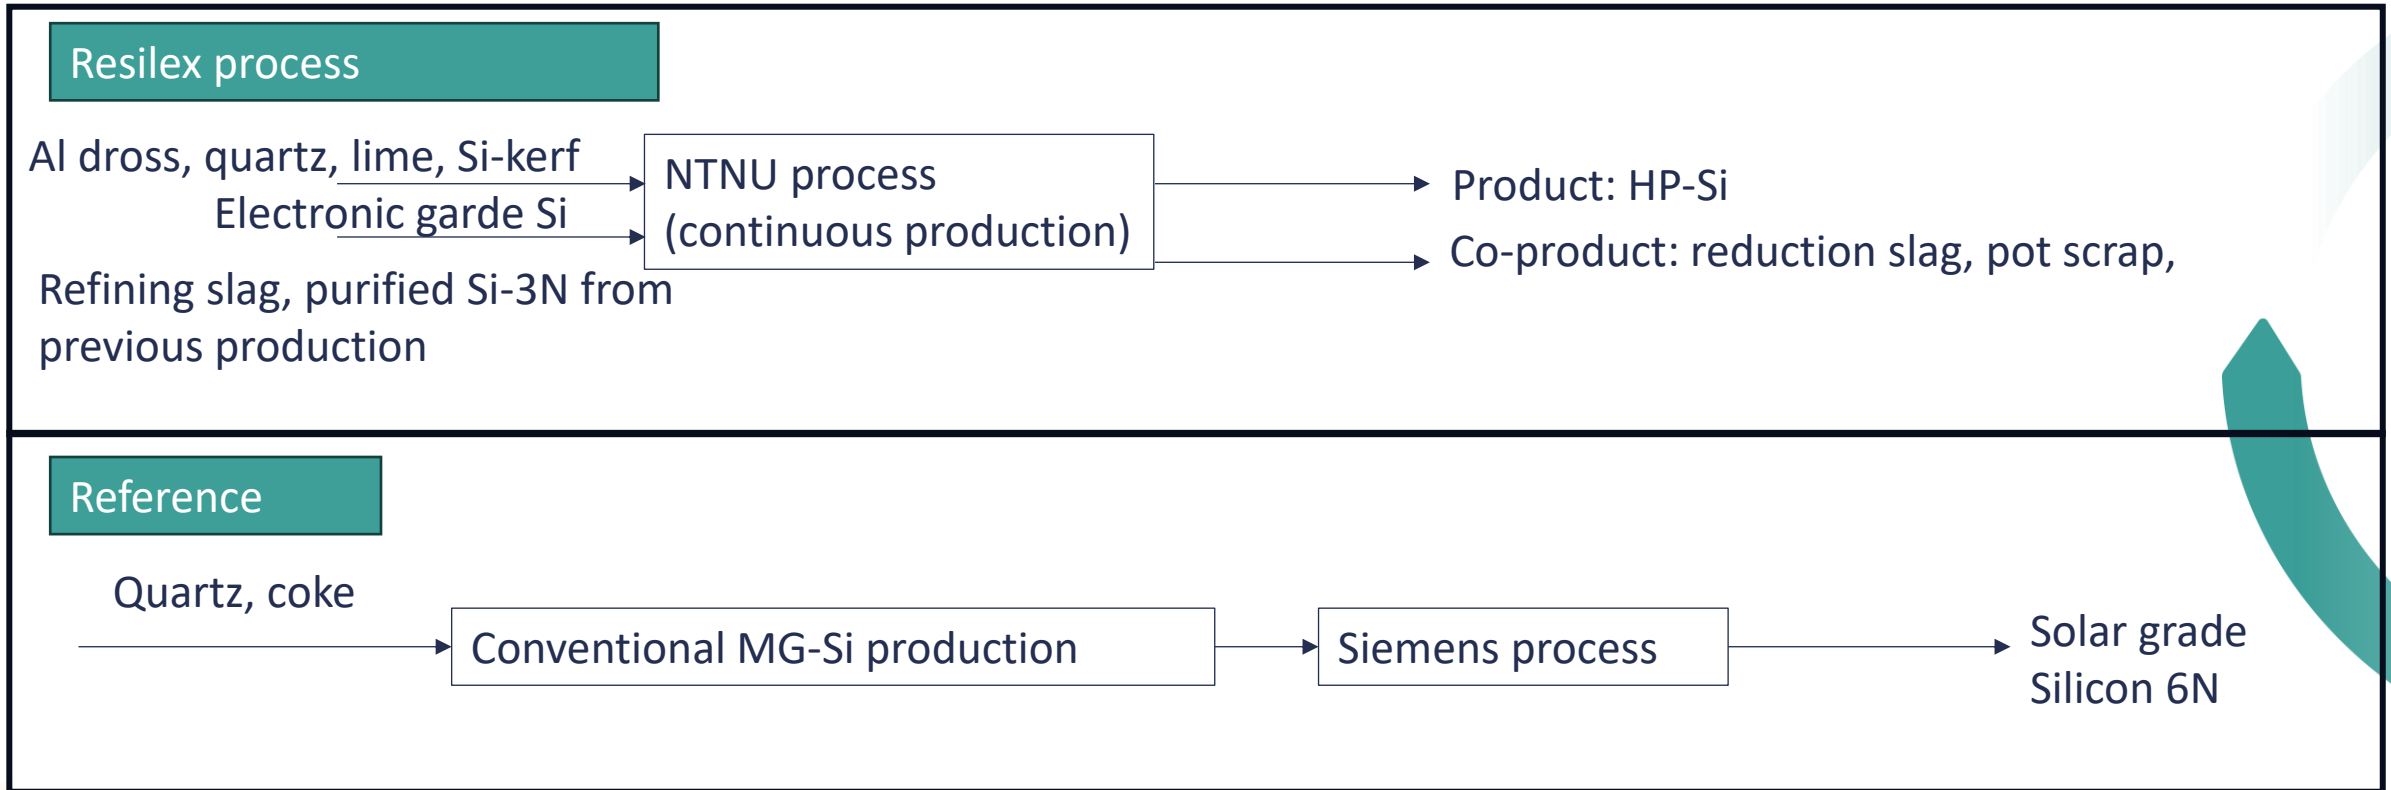 Resilex process
Al dross, quartz, lime, Si-kerf
Electronic garde Si
Refining slag, purified Si-3N from
previous production
NTNU process
(continuous production)
Product: HP-Si
Co-product: reduction slag, pot scrap,
Reference
Quartz, coke
Conventional MG-Si production
Siemens process
Solar grade
Silicon 6N